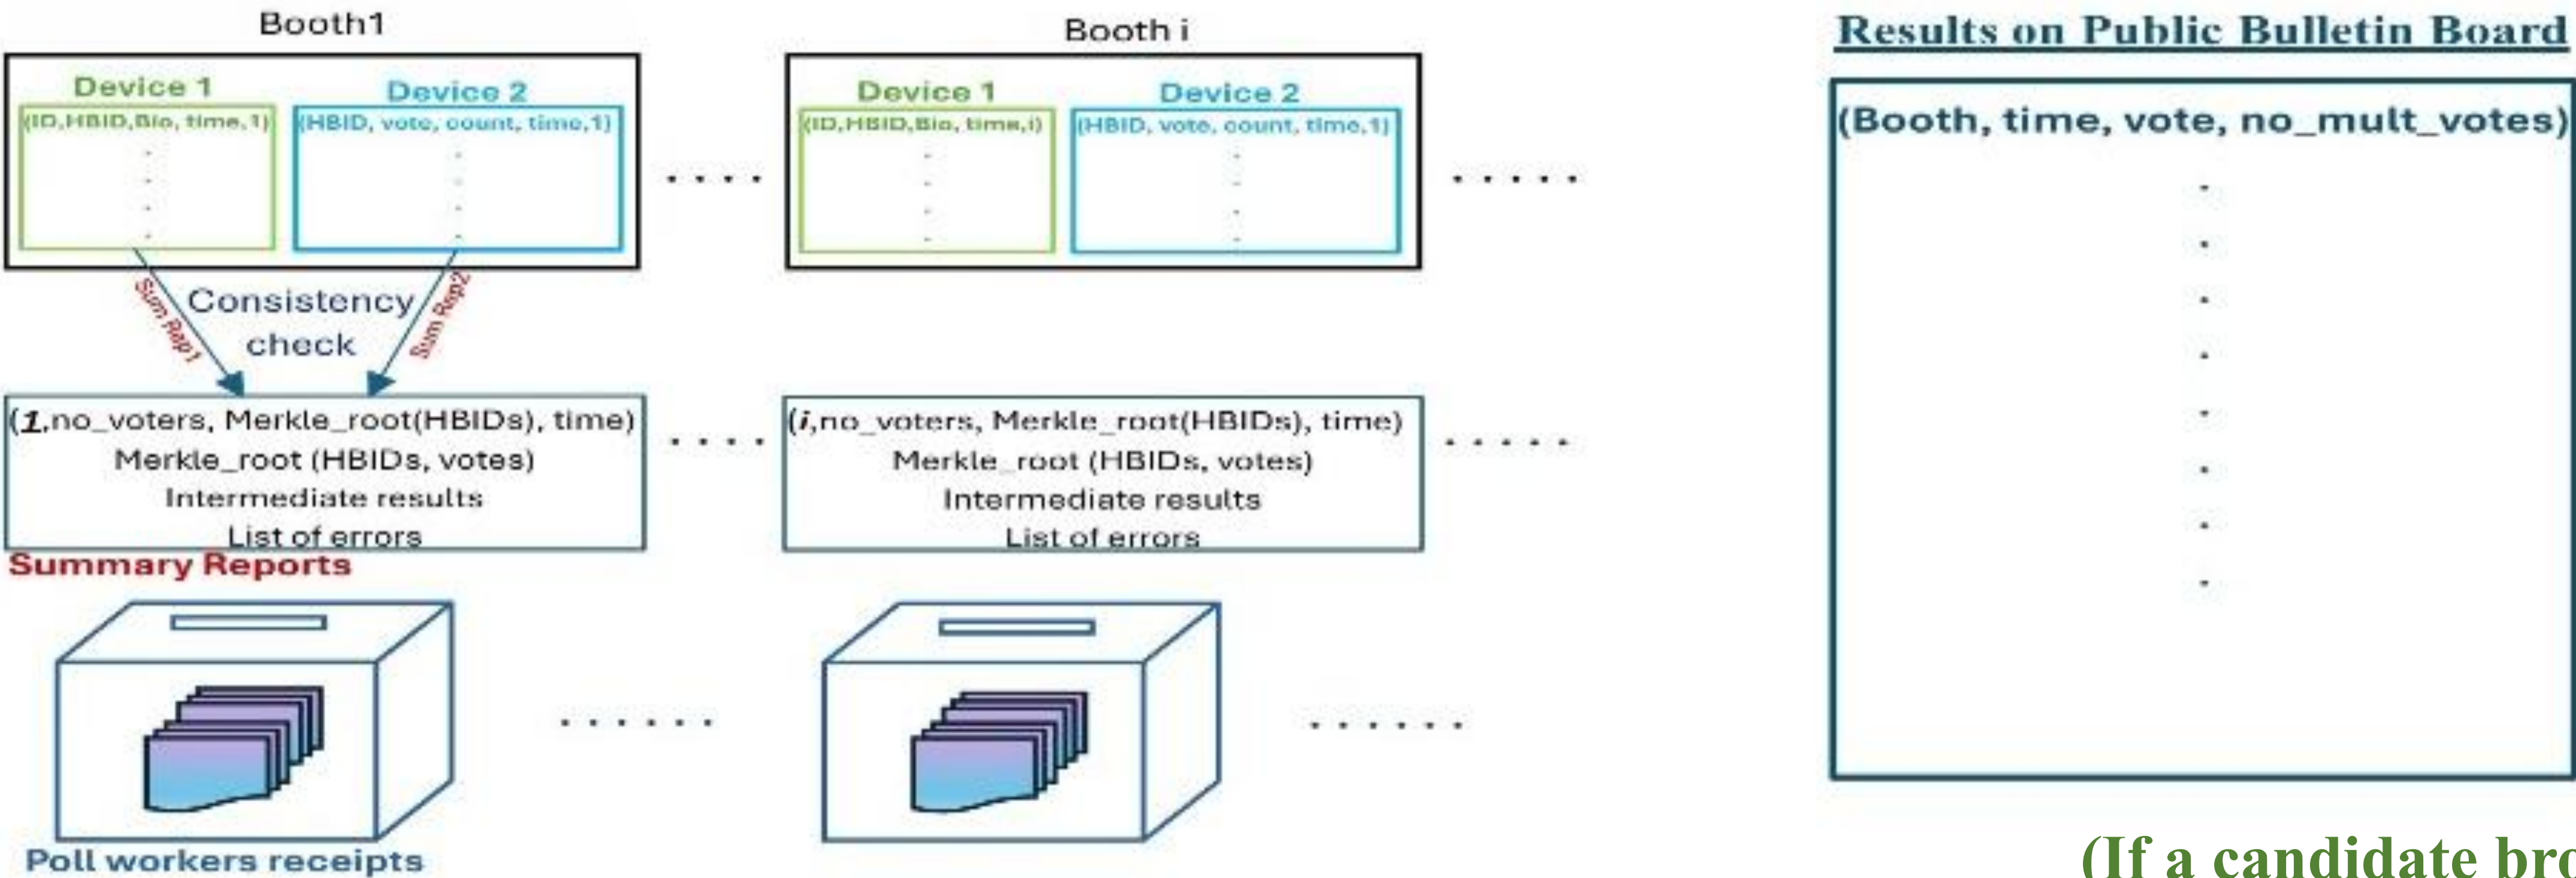 Booth1
Device 1
(ID,HBID,Bio, time,1)
Device 2
(HBID, vote, count, time,1)
Booth i
Device 1
(ID,HBID,Bio, time,i)
Device 2
(HBID, vote, count, time,1)
Sum Rep1
Consistency
check
Sum Rep2
(1,no_voters, Merkle_root(HBIDs), time)
Merkle_root (HBIDs, votes)
Intermediate results
List of errors
(i,no_voters, Merkle_root(HBIDs), time)
Merkle_root (HBIDs, votes)
Intermediate results
List of errors
Summary Reports
Poll workers receipts
Results on Public Bulletin Board
(Booth, time, vote, no_mult_votes)
(If a candidate bro